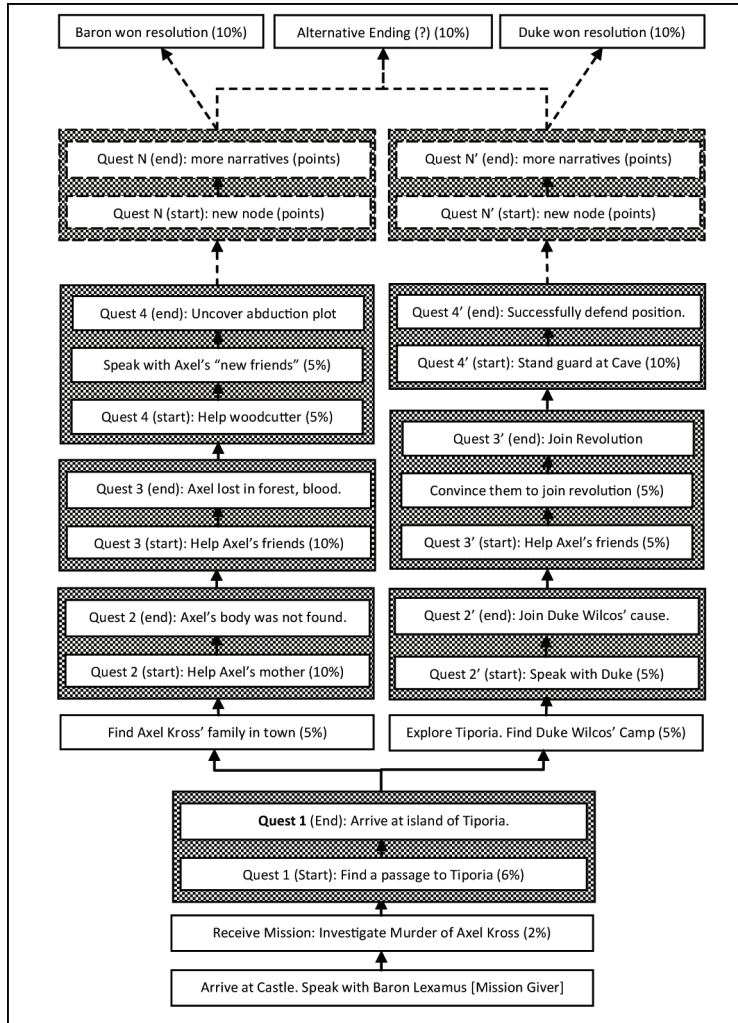 Baron won resolution (10%)
Alternative Ending (?) (10%)
Duke won resolution (10%)
Quest N (end): more narratives (points)
Quest N’ (end): more narratives (points)
Quest N (start): new node (points)
Quest N’ (start): new node (points)
Quest 4 (end): Uncover abduction plot
Speak with Axel’s “new friends” (5%)
Quest 4 (start): Help woodcutter (5%)
Quest 3 (end): Axel lost in forest, blood.
Quest 3 (start): Help Axel’s friends (10%)
Quest 2 (end): Axel’s body was not found.
Quest 2 (start): Help Axel’s mother (10%)
Find Axel Kross’ family in town (5%)
Quest 4’ (end): Successfully defend position.
Quest 4’ (start): Stand guard at Cave (10%)
Quest 3’ (end): Join Revolution
Convince them to join revolution (5%)
Quest 3’ (start): Help Axel’s friends (5%)
Quest 2’ (end): Join Duke Wilcos’ cause.
Quest 2’ (start): Speak with Duke (5%)
Explore Tiporia. Find Duke Wilcos’ Camp (5%)
Quest 1 (End): Arrive at island of Tiporia.
Quest 1 (Start): Find a passage to Tiporia (6%)
Receive Mission: Investigate Murder of Axel Kross (2%)
Arrive at Castle. Speak with Baron Lexamus [Mission Giver]